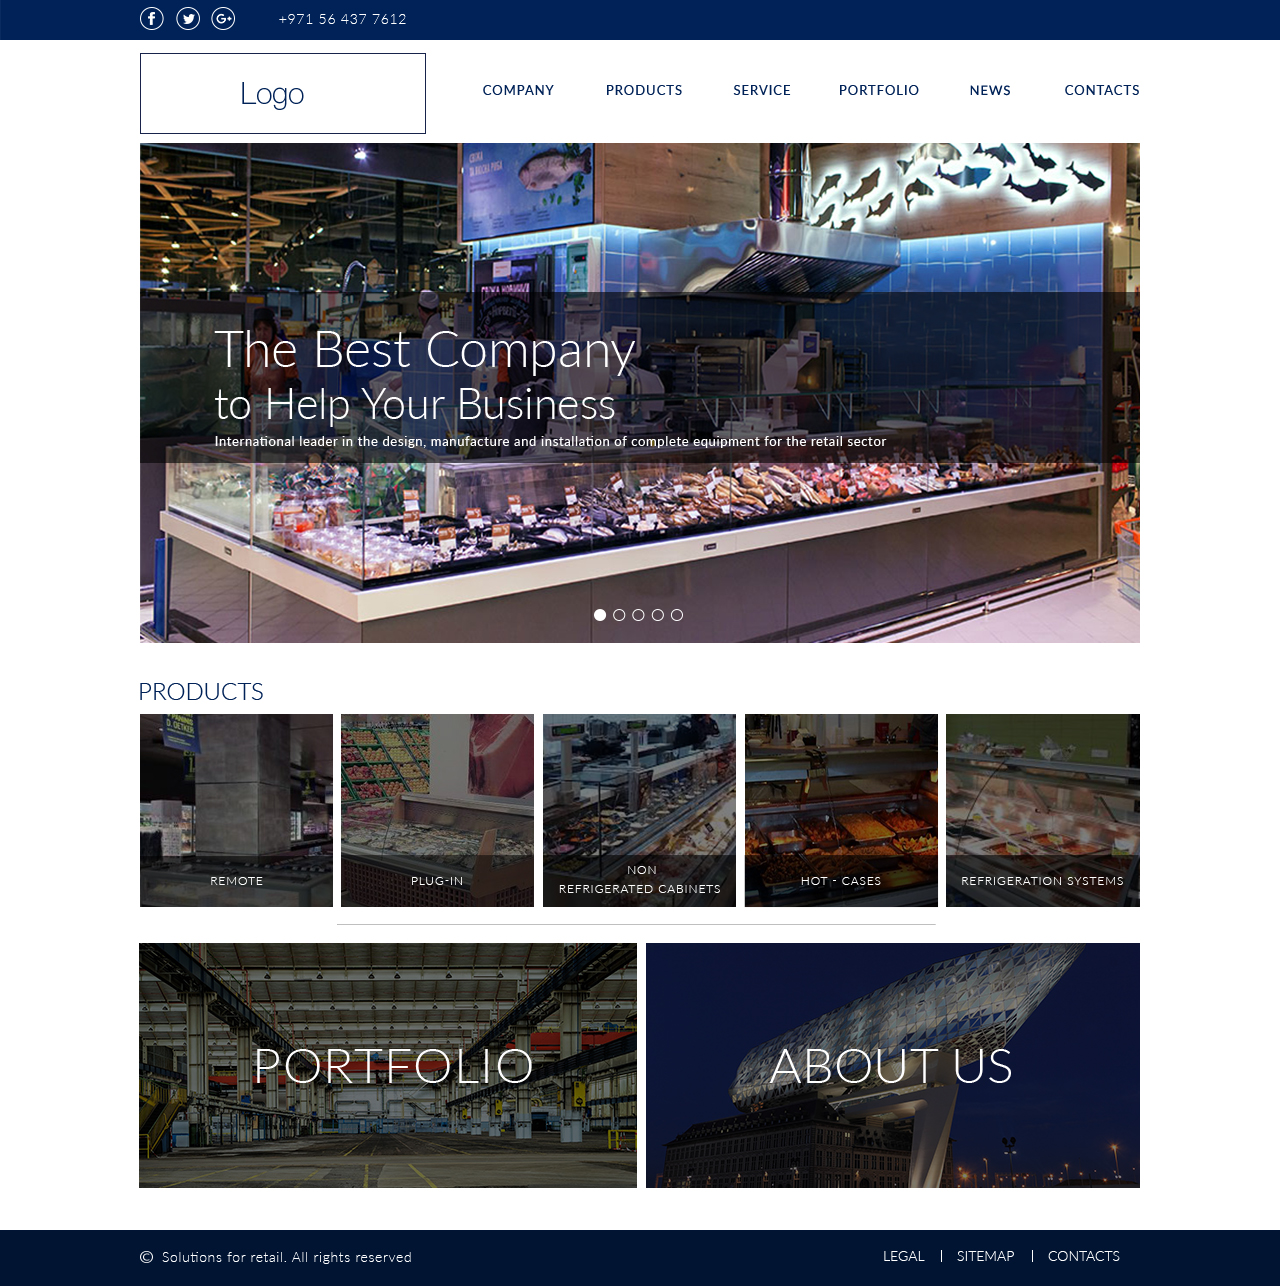 +971 56 437 7612
Logo
COMPANY PRODUCTS SERVICE PORTFOLIO NEWS CONTACTS
The Best Company
to Help Your Business
International leader in the design, manufacture and installation of complete equipment for the retail sector
PRODUCTS
D. OETKER
REMOTE
PLUG-IN
NON
REFRIGERATED CABINETS
HOT - CASES
REFRIGERATION SYSTEMS
PORTFOLIO
ABOUT US
© Solutions for retail. All rights reserved
LEGAL | SITEMAP | CONTACTS